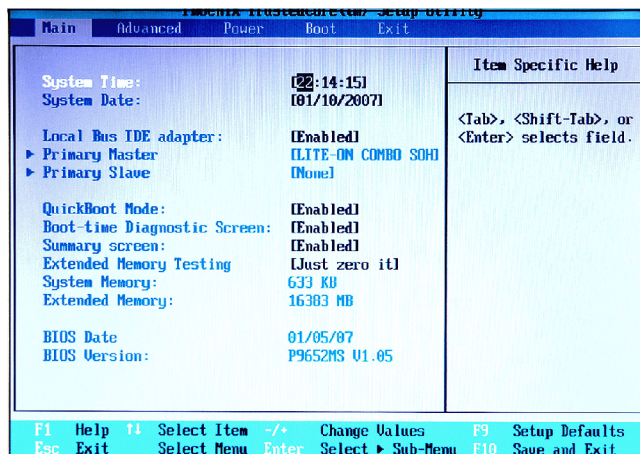 Phoenix TrustedCore(tm) Setup Utility
Main Advanced Power Boot Exit
Item Specific Help
System Time: [22:14:15]
System Date: [01/10/2007]
<Tab>, <Shift-Tab>, or
<Enter> selects field.
Local Bus IDE adapter: [Enabled]
▶ Primary Master [LITE-ON COMBO SOH]
▶ Primary Slave [None]
QuickBoot Mode: [Enabled]
Boot-time Diagnostic Screen: [Enabled]
Summary screen: [Enabled]
Extended Memory Testing [Just zero it]
System Memory: 633 KB
Extended Memory: 16383 MB
BIOS Date 01/05/07
BIOS Version: P9652MS V1.05
F1 Help ↑↓ Select Item -/+ Change Values F9 Setup Defaults
Esc Exit Select Menu Enter Select ▶ Sub-Menu F10 Save and Exit